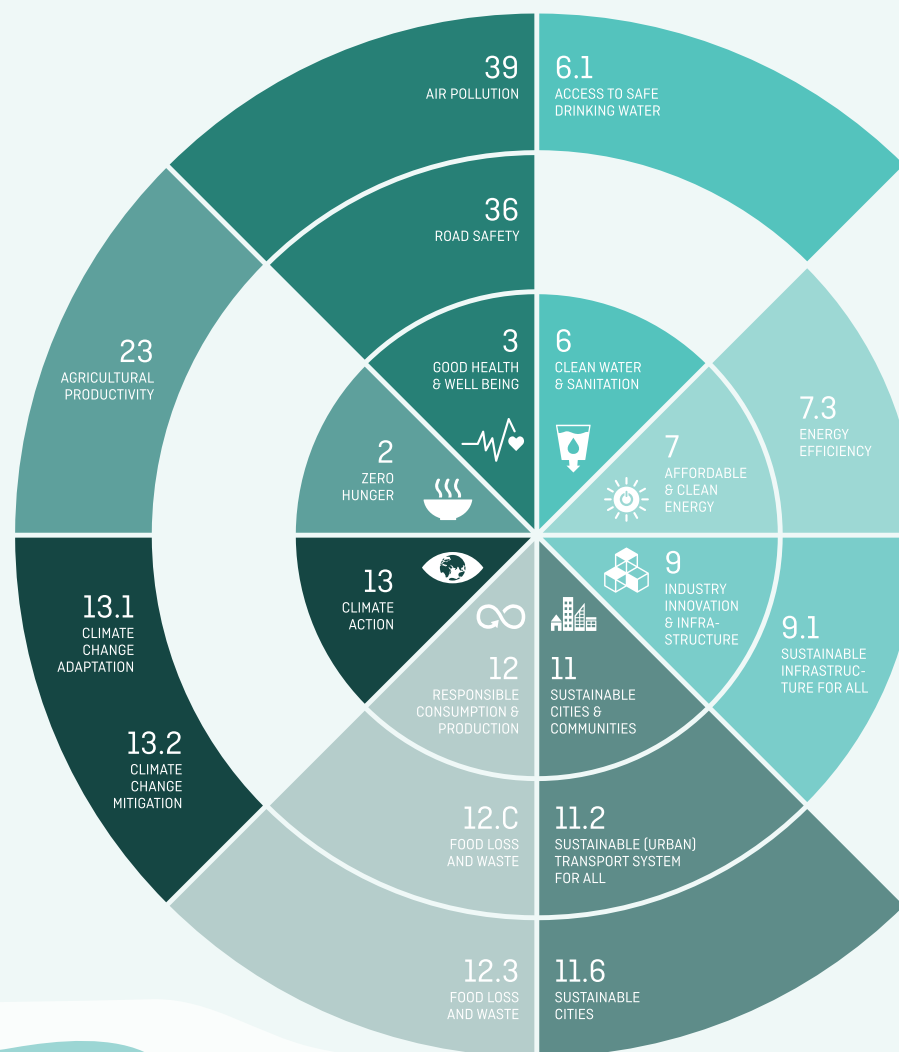 39
AIR POLLUTION
6.1
ACCESS TO SAFE
DRINKING WATER
36
ROAD SAFETY
3
GOOD HEALTH
& WELL BEING
6
CLEAN WATER
& SANITATION
23
AGRICULTURAL
PRODUCTIVITY
2
ZERO
HUNGER
7
AFFORDABLE
& CLEAN
ENERGY
7.3
ENERGY
EFFICIENCY
13.1
CLIMATE
CHANGE
ADAPTATION
13.2
CLIMATE
CHANGE
MITIGATION
13
CLIMATE
ACTION
9
INDUSTRY
INNOVATION
& INFRA-
STRUCTURE
9.1
SUSTAINABLE
INFRASTRUC-
TURE FOR ALL
12
RESPONSIBLE
CONSUMPTION &
PRODUCTION
11
SUSTAINABLE
CITIES &
COMMUNITIES
12.C
FOOD LOSS
AND WASTE
11.2
SUSTAINABLE (URBAN)
TRANSPORT SYSTEM
FOR ALL
12.3
FOOD LOSS
AND WASTE
11.6
SUSTAINABLE
CITIES